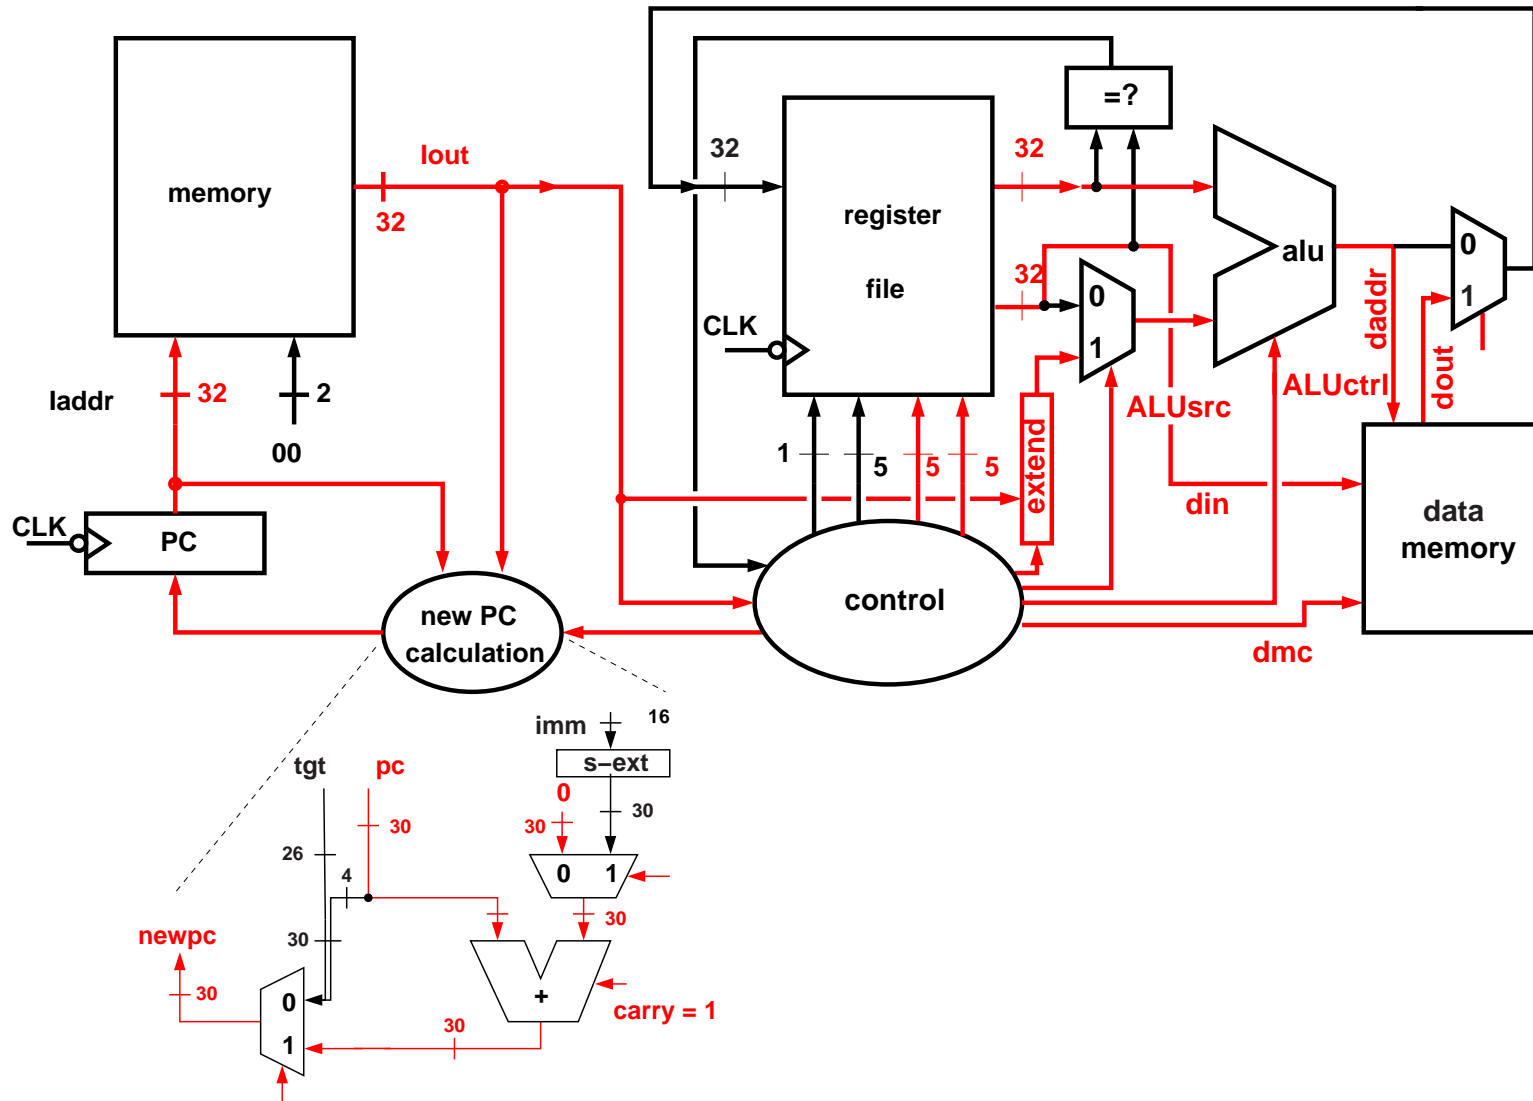 =?
32
Iout
memory
32
32
register
file
32
32
alu
0
1
0
1
CLK
daddr
dout
Iaddr
32
2
00
1
5
5
5
ALUsrc
ALUctrl
extend
din
data
memory
CLK
PC
new PC
calculation
control
dmc
imm
16
s-ext
tgt
pc
0
30
30
30
26
4
0 1
30
30
newpc
30
0
1
+
carry = 1
30